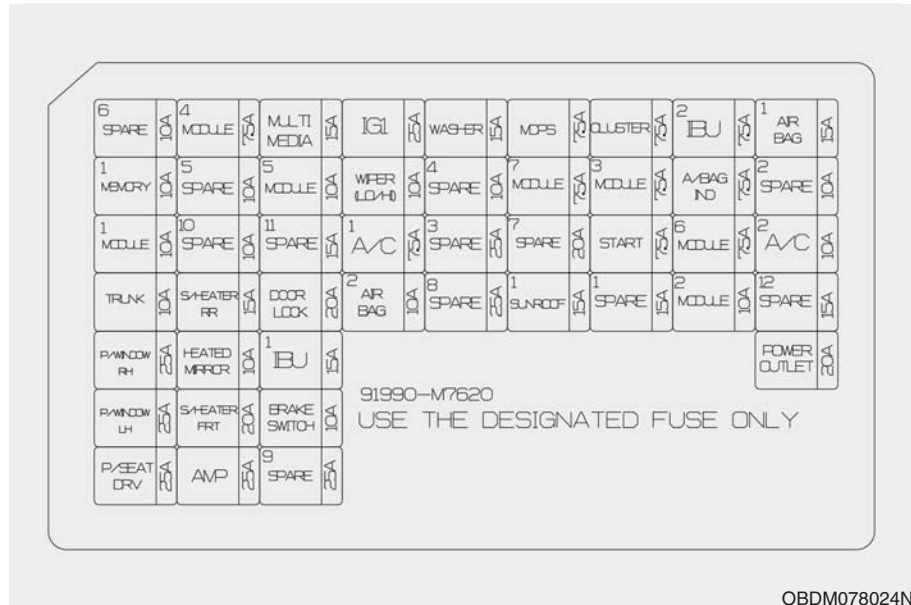 6 SPARE 10A 4 MODULE 7.5A MULTI MEDIA 15A IG1 25A WASHER 15A MDPS 7.5A CLUSTER 7.5A 2 IBU 7.5A 1 AIR BAG 15A
1 MEMORY 10A 5 SPARE 10A 5 MODULE 10A WIPER (LO/HI) 10A 4 SPARE 10A 7 MODULE 7.5A 3 MODULE 7.5A A/BAG IND 7.5A 2 SPARE 10A
1 MODULE 10A 10 SPARE 10A 11 SPARE 15A 1 A/C 7.5A 3 SPARE 25A 7 SPARE 20A START 7.5A 6 MODULE 7.5A 2 A/C 10A
TRUNK 10A S/HEATER RR 15A DOOR LOCK 20A 2 AIR BAG 10A 8 SPARE 25A 1 SUNROOF 15A 1 SPARE 15A 2 MODULE 10A 12 SPARE 15A
P/WINDOW RH 25A HEATED MIRROR 10A 1 IBU 15A POWER OUTLET 20A
P/WINDOW LH 25A S/HEATER FRT 20A BRAKE SWITCH 10A
91990-M7620
USE THE DESIGNATED FUSE ONLY
P/SEAT DRV 25A AMP 25A 9 SPARE 25A
OBDM078024N